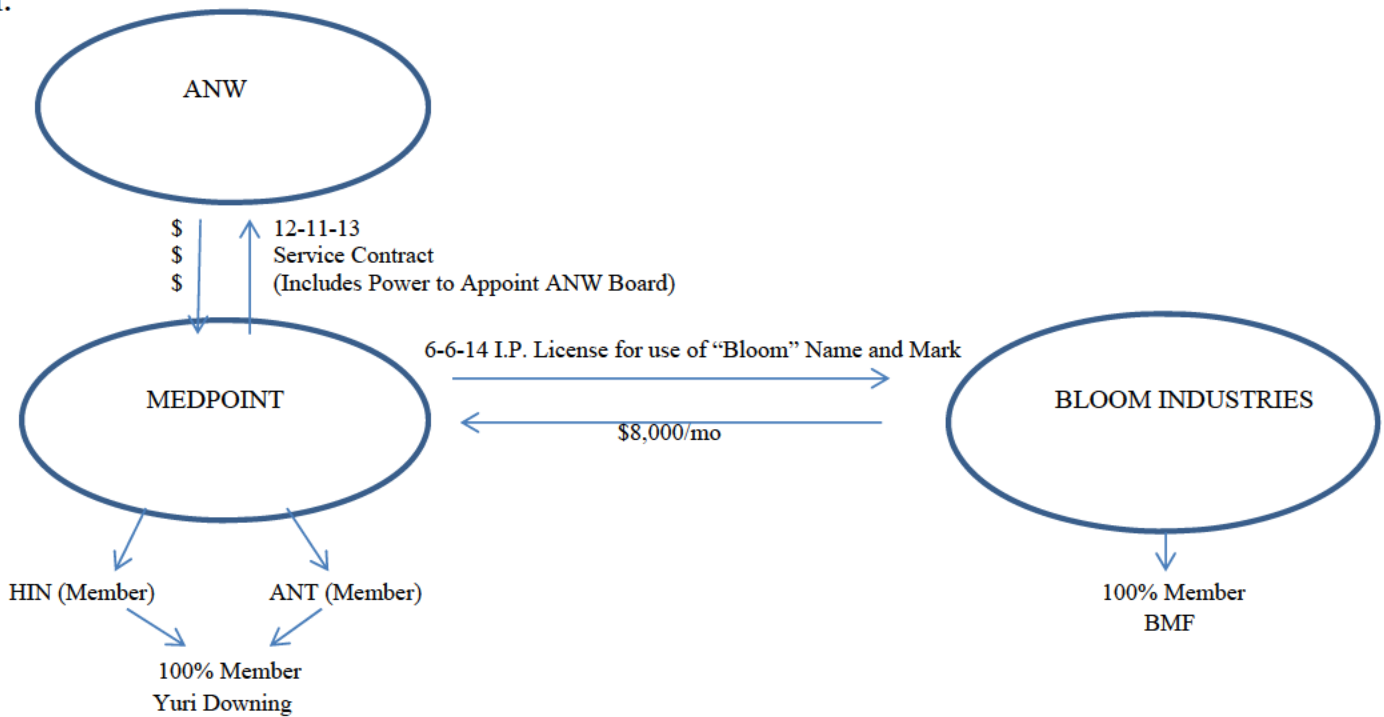 ANW
$ 12-11-13
$ Service Contract
$ (Includes Power to Appoint ANW Board)
6-6-14 I.P. License for use of “Bloom” Name and Mark
MEDPOINT
BLOOM INDUSTRIES
$8,000/mo
HIN (Member)
ANT (Member)
100% Member
BMF
100% Member
Yuri Downing